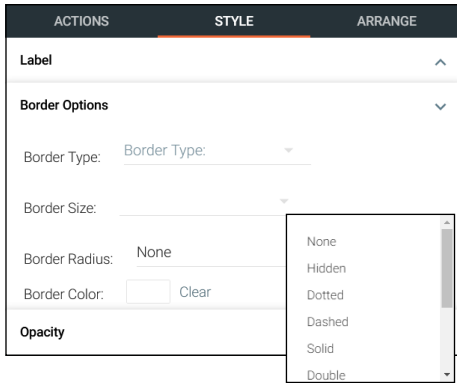 ACTIONS STYLE ARRANGE
Label
Border Options
Border Type: Border Type:
Border Size:
Border Radius: None
Border Color: Clear
Opacity
None
Hidden
Dotted
Dashed
Solid
Double